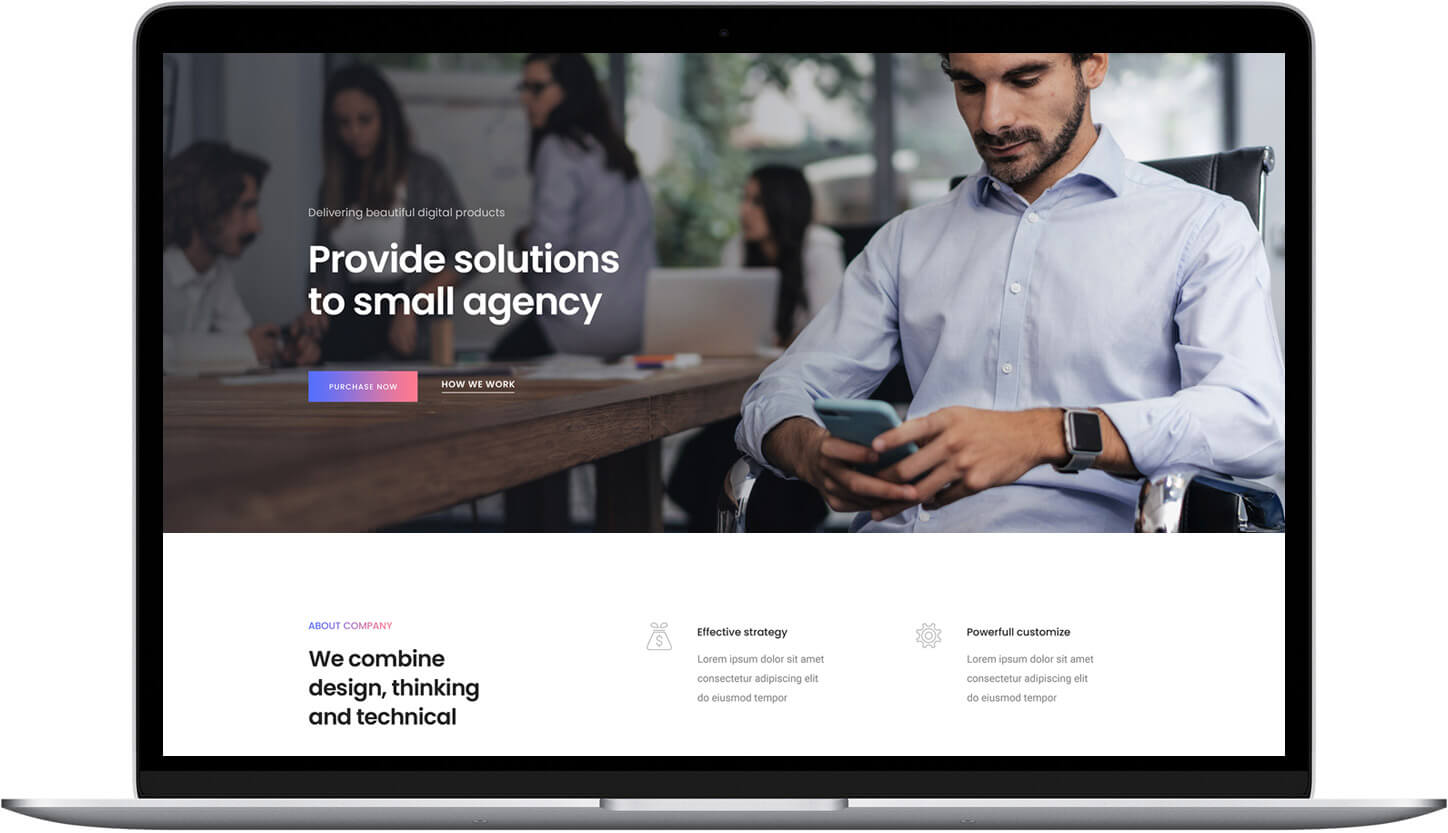 Delivering beautiful digital products
Provide solutions
to small agency
PURCHASE NOW
HOW WE WORK
ABOUT COMPANY
We combine
design, thinking
and technical
$
Effective strategy
Lorem ipsum dolor sit amet
consectetur adipiscing elit
do eiusmod tempor
Powerfull customize
Lorem ipsum dolor sit amet
consectetur adipiscing elit
do eiusmod tempor